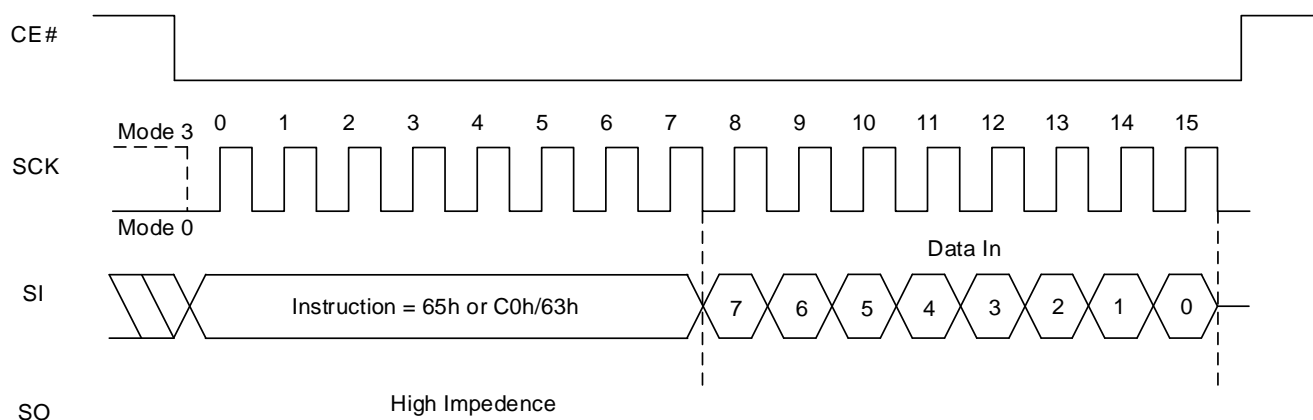 CE#
Mode 3
0 1 2 3 4 5 6 7 8 9 10 11 12 13 14 15
SCK
Mode 0
Data In
SI
Instruction = 65h or C0h/63h
7 6 5 4 3 2 1 0
High Impedence
SO